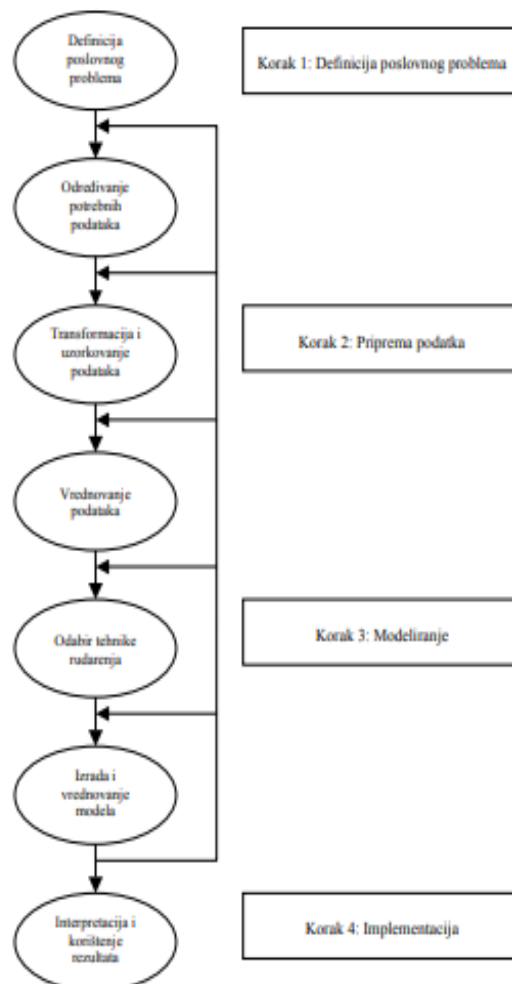 Definicija
poslovnog
problema
Korak 1: Definicija poslovnog problema
Određivanje
potrebnih
podataka
Transformacija i
uzorkovanje
podataka
Korak 2: Priprema podatka
Vrednovanje
podataka
Odabir tehnike
rudarenja
Korak 3: Modeliranje
Izrada i
vrednovanje
modela
Interpretacija i
korištenje
rezultata
Korak 4: Implementacija